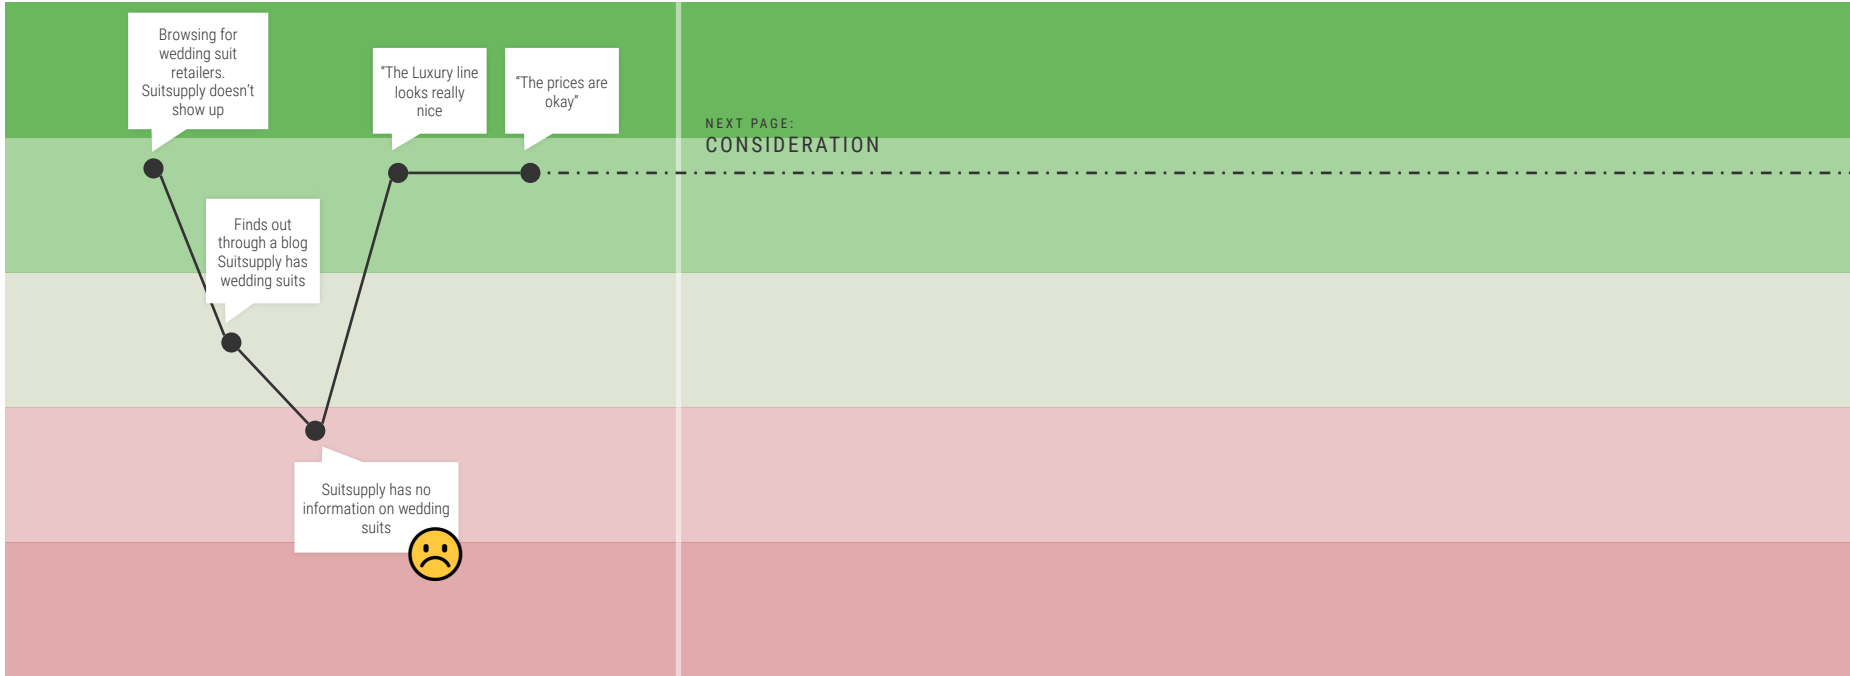 Browsing for
wedding suit
retailers.
Suitsupply doesn't
show up
Finds out
through a blog
Suitsupply has
wedding suits
Suitsupply has no
information on wedding
suits
“The Luxury line
looks really
nice
“The prices are
okay”
NEXT PAGE:
CONSIDERATION